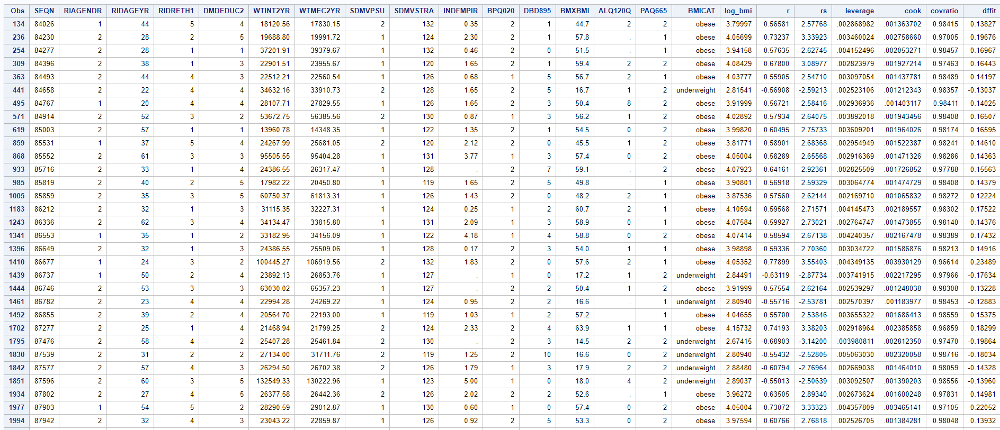 Obs SEQN RIAGENDR RIDAGEYR RIDRETH1 DMDEDUC2 WTINT2YR WTMEC2YR SDMVPSU SDMVSTRA INDFMPIR BPQ020 DBD895 BMXBMI ALQ120Q PAQ665 BMICAT log_bmi r rs leverage cook covratio dffit
134 84026 1 44 5 4 18120.56 17830.15 2 132 0.35 2 1 44.7 2 2 obese 3.79997 0.56581 2.57768 .002868982 .001363702 0.98415 0.13827
236 84230 2 28 2 5 19688.80 19991.72 1 124 2.30 2 1 57.8 . 1 obese 4.05699 0.73237 3.33923 .003460024 .002758660 0.97005 0.19676
254 84277 2 28 1 1 37201.91 39379.67 1 132 0.46 2 0 51.5 . 1 obese 3.94158 0.57635 2.62745 .004152496 .002053271 0.98457 0.16967
309 84396 2 38 1 3 22901.51 23955.67 1 120 1.65 2 1 59.4 2 2 obese 4.08429 0.67800 3.08977 .002823979 .001927214 0.97463 0.16443
363 84493 2 44 4 3 22512.21 22560.54 1 126 0.68 1 5 56.7 2 1 obese 4.03777 0.55905 2.54710 .003097054 .001437781 0.98489 0.14197
441 84658 2 22 4 4 34632.16 33910.73 2 128 1.65 2 5 16.7 1 2 underweight 2.81541 -0.56908 -2.59213 .002523106 .001212343 0.98357 -0.13037
495 84767 1 20 4 4 28107.71 27829.55 1 126 1.65 2 3 50.4 8 2 obese 3.91999 0.56721 2.58416 .002936936 .001403117 0.98411 0.14025
571 84914 2 52 3 2 53672.75 56385.56 2 130 0.87 1 3 56.2 1 2 obese 4.02892 0.57934 2.64075 .003892018 .001943456 0.98408 0.16507
619 85003 2 57 1 1 13960.78 14348.35 1 122 1.35 2 1 54.5 0 2 obese 3.99820 0.60495 2.75733 .003609201 .001964026 0.98174 0.16595
859 85531 1 37 5 4 24267.99 25681.05 2 120 2.12 2 0 45.5 1 2 obese 3.81771 0.58901 2.68368 .002954949 .001522387 0.98241 0.14610
868 85552 2 61 3 3 95505.55 95404.28 1 131 3.77 1 3 57.4 0 2 obese 4.05004 0.58289 2.65568 .002916369 .001471326 0.98286 0.14363
933 85716 2 33 1 4 24386.55 26317.47 1 128 . 2 7 59.1 . 2 obese 4.07923 0.64161 2.92361 .002825509 .001726852 0.97788 0.15563
985 85819 2 40 2 5 17982.22 20450.80 1 119 1.65 2 5 49.8 . 1 obese 3.90801 0.56918 2.59329 .003064774 .001474729 0.98408 0.14379
1005 85859 2 35 3 5 60750.37 61813.31 1 126 1.43 2 0 48.2 2 1 obese 3.87536 0.57560 2.62144 .002169710 .001065832 0.98272 0.12224
1183 86212 2 32 1 3 31115.35 32227.31 1 124 0.25 1 2 60.7 2 1 obese 4.10594 0.59568 2.71571 .004145473 .002189557 0.98302 0.17522
1243 86336 2 62 3 4 34134.47 33815.80 1 131 2.09 1 3 58.9 0 1 obese 4.07584 0.59927 2.73021 .002764747 .001473855 0.98140 0.14376
1341 86553 1 35 1 2 33182.95 34156.09 1 122 4.18 1 4 58.8 0 2 obese 4.07414 0.58594 2.67138 .004240357 .002167478 0.98389 0.17432
1396 86649 2 32 1 3 24386.55 25509.06 1 128 0.17 2 3 54.0 1 1 obese 3.98898 0.59336 2.70360 .003034722 .001586876 0.98213 0.14916
1410 86677 1 24 3 2 100445.27 106919.56 2 132 1.83 2 0 57.6 2 1 obese 4.05352 0.77899 3.55403 .004349135 .003930129 0.96614 0.23489
1439 86737 1 50 2 4 23892.13 26853.76 1 127 . 1 0 17.2 1 2 underweight 2.84491 -0.63119 -2.87734 .003741915 .002217295 0.97966 -0.17634
1444 86746 2 53 3 3 63030.02 65357.23 1 127 . 2 2 50.4 1 2 obese 3.91999 0.57554 2.62164 .002539297 .001248038 0.98308 0.13228
1461 86782 2 23 4 4 22994.28 24269.22 1 124 0.95 2 2 16.6 . 1 underweight 2.80940 -0.55716 -2.53781 .002570397 .001183977 0.98453 -0.12883
1492 86855 2 39 2 4 20564.70 22193.00 1 119 1.03 1 2 57.2 . 1 obese 4.04655 0.55700 2.53846 .003655322 .001686413 0.98559 0.15375
1702 87277 2 25 1 4 21468.94 21799.25 2 124 2.33 2 4 63.9 1 1 obese 4.15732 0.74193 3.38203 .002918964 .002385858 0.96859 0.18299
1795 87476 2 58 4 2 25407.28 25461.84 2 130 . 2 3 14.5 2 2 underweight 2.67415 -0.68903 -3.14200 .003980811 .002812350 0.97470 -0.19864
1830 87539 2 31 2 2 27134.00 31711.76 2 119 1.25 2 10 16.6 0 2 underweight 2.80940 -0.55432 -2.52805 .005063030 .002320058 0.98716 -0.18034
1842 87577 2 57 4 3 26294.50 26702.38 2 126 1.79 1 3 17.9 2 2 underweight 2.88480 -0.60794 -2.76964 .002669038 .001464010 0.98059 -0.14328
1851 87596 2 60 3 5 132549.33 130222.96 1 123 5.00 1 0 18.0 4 2 underweight 2.89037 -0.55013 -2.50639 .003092507 .001390203 0.98556 -0.13960
1934 87802 2 27 4 5 26377.58 26442.36 2 126 2.02 2 2 52.6 . 1 obese 3.96272 0.63505 2.89340 .002673624 .001600248 0.97831 0.14981
1977 87903 1 54 5 2 28290.59 29012.87 1 130 0.60 1 0 57.4 0 2 obese 4.05004 0.73072 3.33323 .004357809 .003465141 0.97105 0.22052
1994 87942 2 32 4 3 23043.22 22859.87 1 126 0.92 2 5 53.3 0 2 obese 3.97594 0.60766 2.76818 .002526705 .001384281 0.98048 0.13932